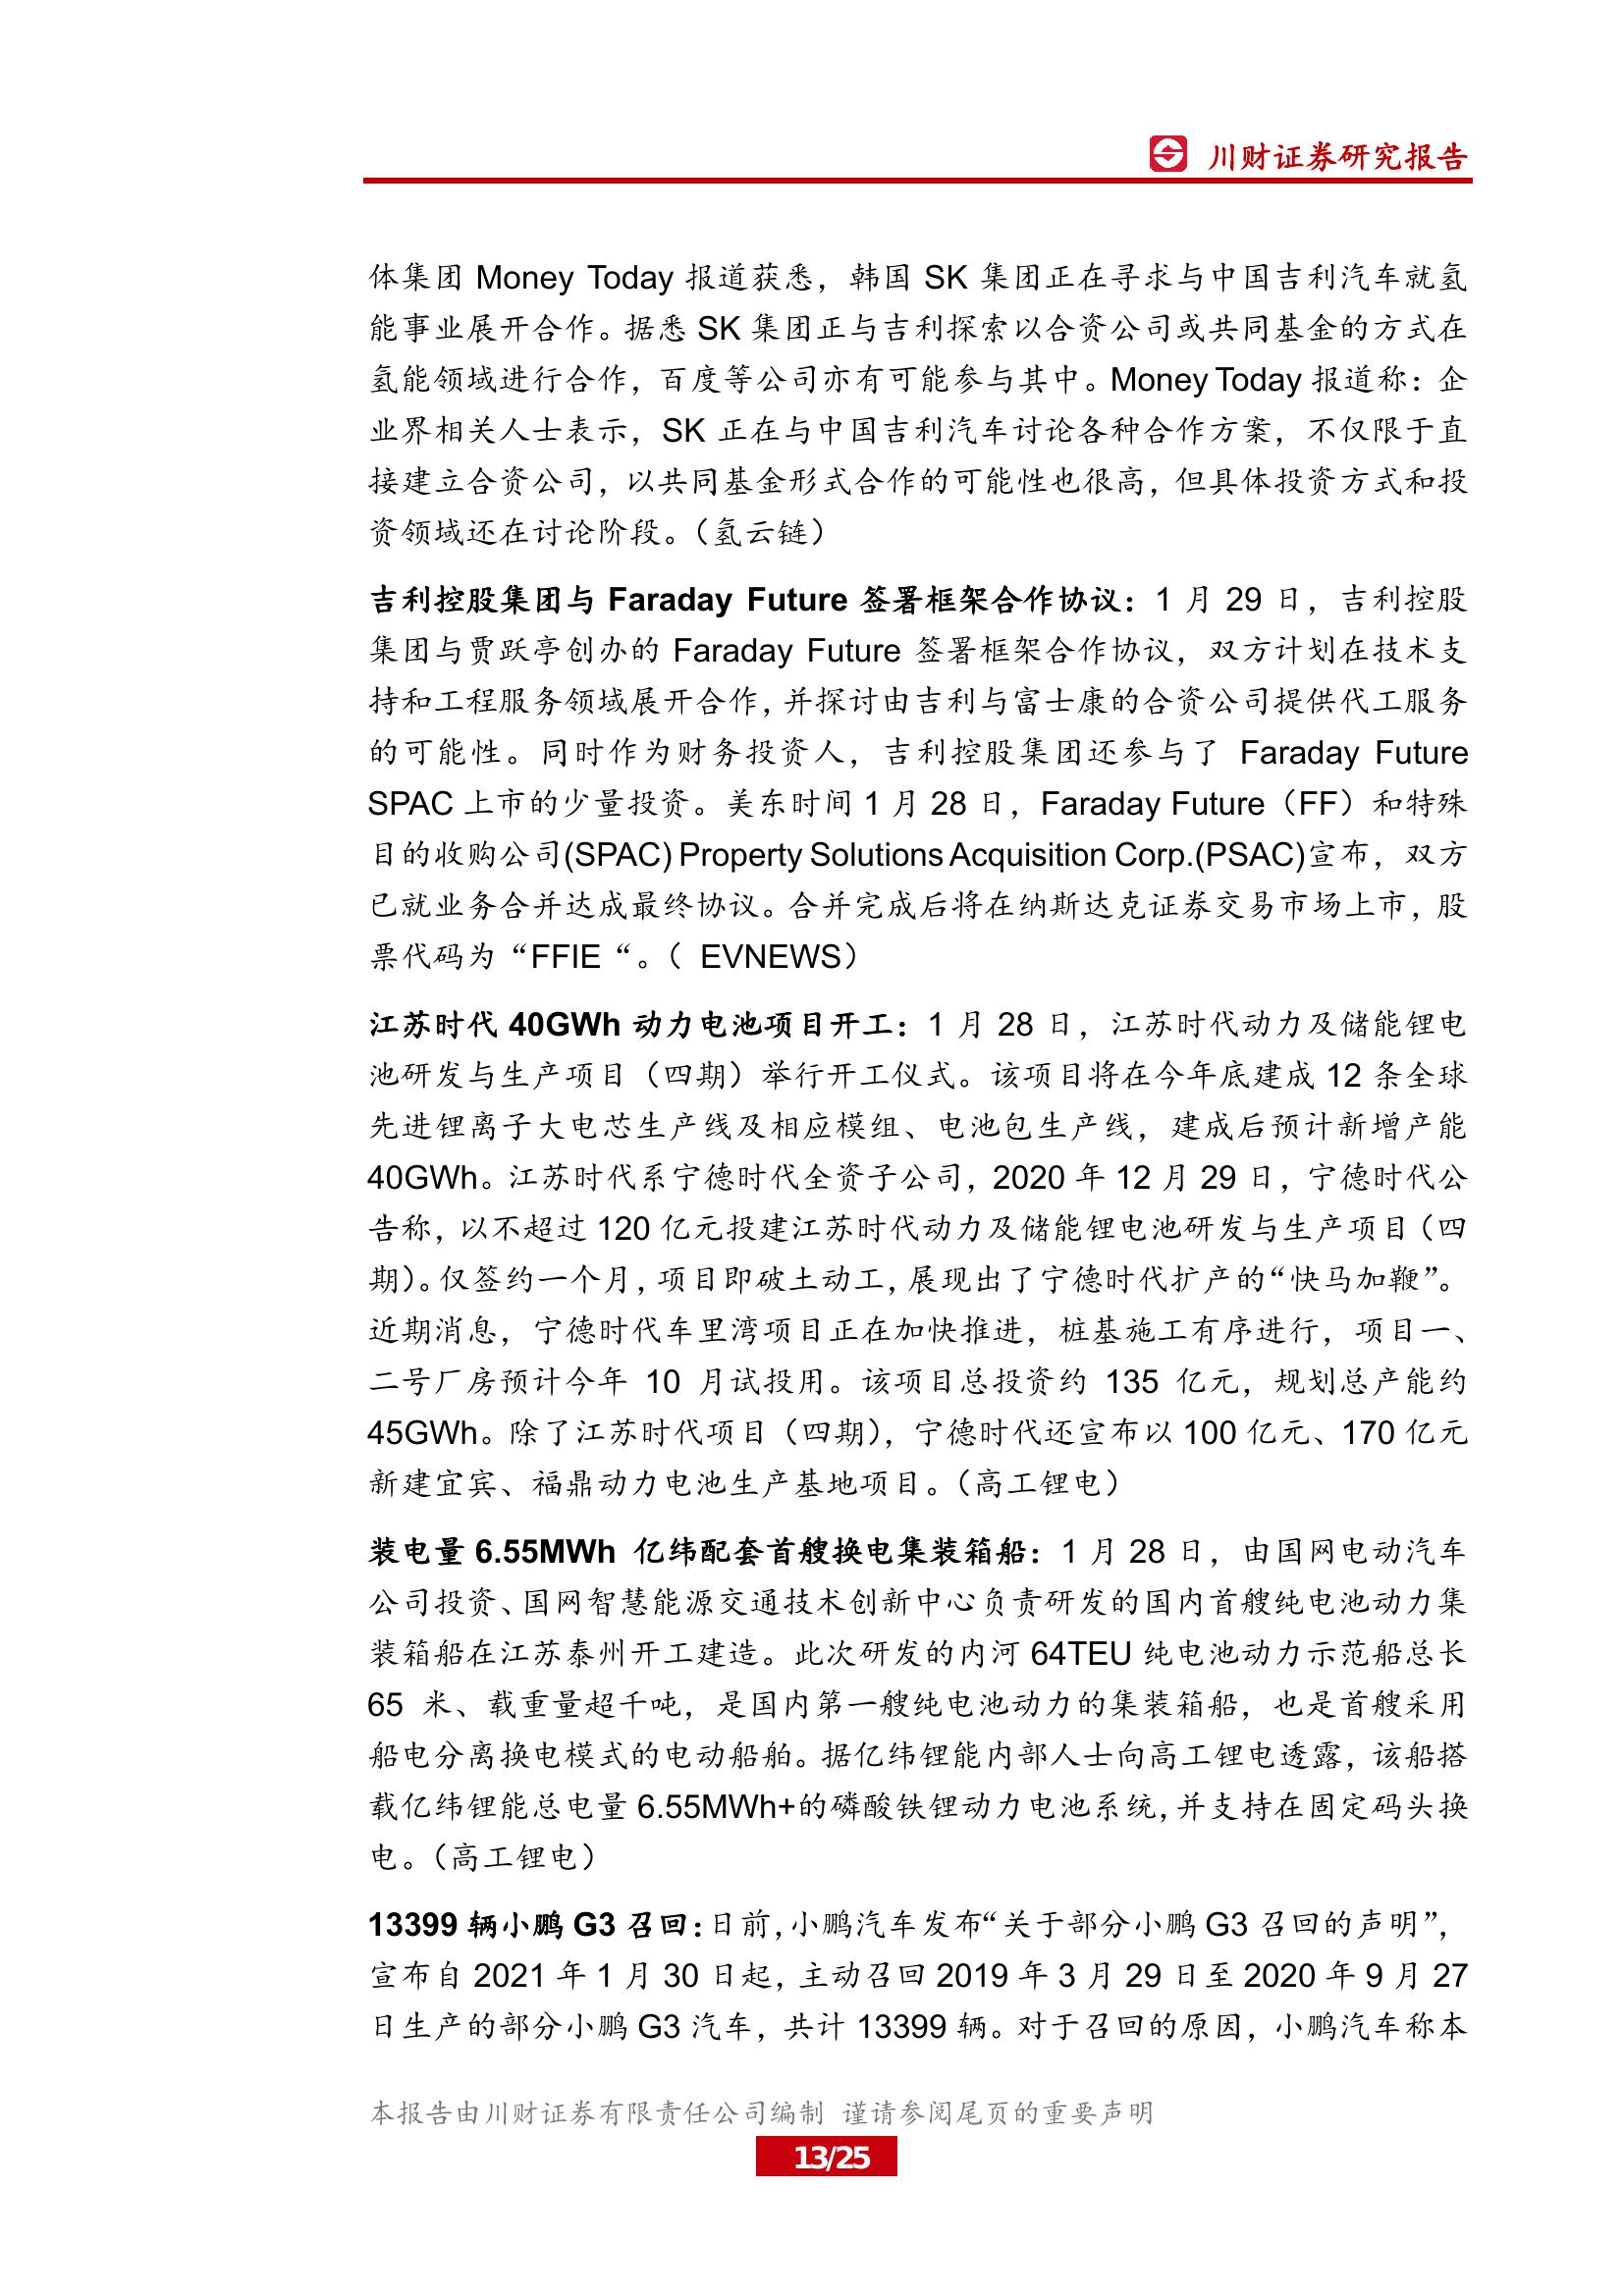 川财证券研究报告
体集团 Money Today 报道获悉，韩国 SK 集团正在寻求与中国吉利汽车就氢
能事业展开合作。据悉 SK 集团正与吉利探索以合资公司或共同基金的方式在
氢能领域进行合作，百度等公司亦有可能参与其中。Money Today 报道称：企
业界相关人士表示，SK 正在与中国吉利汽车讨论各种合作方案，不仅限于直
接建立合资公司，以共同基金形式合作的可能性也很高，但具体投资方式和投
资领域还在讨论阶段。（氢云链）
吉利控股集团与 Faraday Future 签署框架合作协议：1 月 29 日，吉利控股
集团与贾跃亭创办的 Faraday Future 签署框架合作协议，双方计划在技术支
持和工程服务领域展开合作，并探讨由吉利与富士康的合资公司提供代工服务
的可能性。同时作为财务投资人，吉利控股集团还参与了 Faraday Future
SPAC 上市的少量投资。美东时间 1 月 28 日，Faraday Future（FF）和特殊
目的收购公司(SPAC) Property Solutions Acquisition Corp.(PSAC)宣布，双方
已就业务合并达成最终协议。合并完成后将在纳斯达克证券交易市场上市，股
票代码为“FFIE“。（ EVNEWS）
江苏时代 40GWh 动力电池项目开工：1 月 28 日，江苏时代动力及储能锂电
池研发与生产项目（四期）举行开工仪式。该项目将在今年底建成 12 条全球
先进锂离子大电芯生产线及相应模组、电池包生产线，建成后预计新增产能
40GWh。江苏时代系宁德时代全资子公司，2020 年 12 月 29 日，宁德时代公
告称，以不超过 120 亿元投建江苏时代动力及储能锂电池研发与生产项目（四
期）。仅签约一个月，项目即破土动工，展现出了宁德时代扩产的“快马加鞭”。
近期消息，宁德时代车里湾项目正在加快推进，桩基施工有序进行，项目一、
二号厂房预计今年 10 月试投用。该项目总投资约 135 亿元，规划总产能约
45GWh。除了江苏时代项目（四期），宁德时代还宣布以 100 亿元、170 亿元
新建宜宾、福鼎动力电池生产基地项目。（高工锂电）
装电量 6.55MWh 亿纬配套首艘换电集装箱船：1 月 28 日，由国网电动汽车
公司投资、国网智慧能源交通技术创新中心负责研发的国内首艘纯电池动力集
装箱船在江苏泰州开工建造。此次研发的内河 64TEU 纯电池动力示范船总长
65 米、载重量超千吨，是国内第一艘纯电池动力的集装箱船，也是首艘采用
船电分离换电模式的电动船舶。据亿纬锂能内部人士向高工锂电透露，该船搭
载亿纬锂能总电量 6.55MWh+的磷酸铁锂动力电池系统，并支持在固定码头换
电。（高工锂电）
13399 辆小鹏 G3 召回：日前，小鹏汽车发布“关于部分小鹏 G3 召回的声明”，
宣布自 2021 年 1 月 30 日起，主动召回 2019 年 3 月 29 日至 2020 年 9 月 27
日生产的部分小鹏 G3 汽车，共计 13399 辆。对于召回的原因，小鹏汽车称本
本报告由川财证券有限责任公司编制 谨请参阅尾页的重要声明
13/25